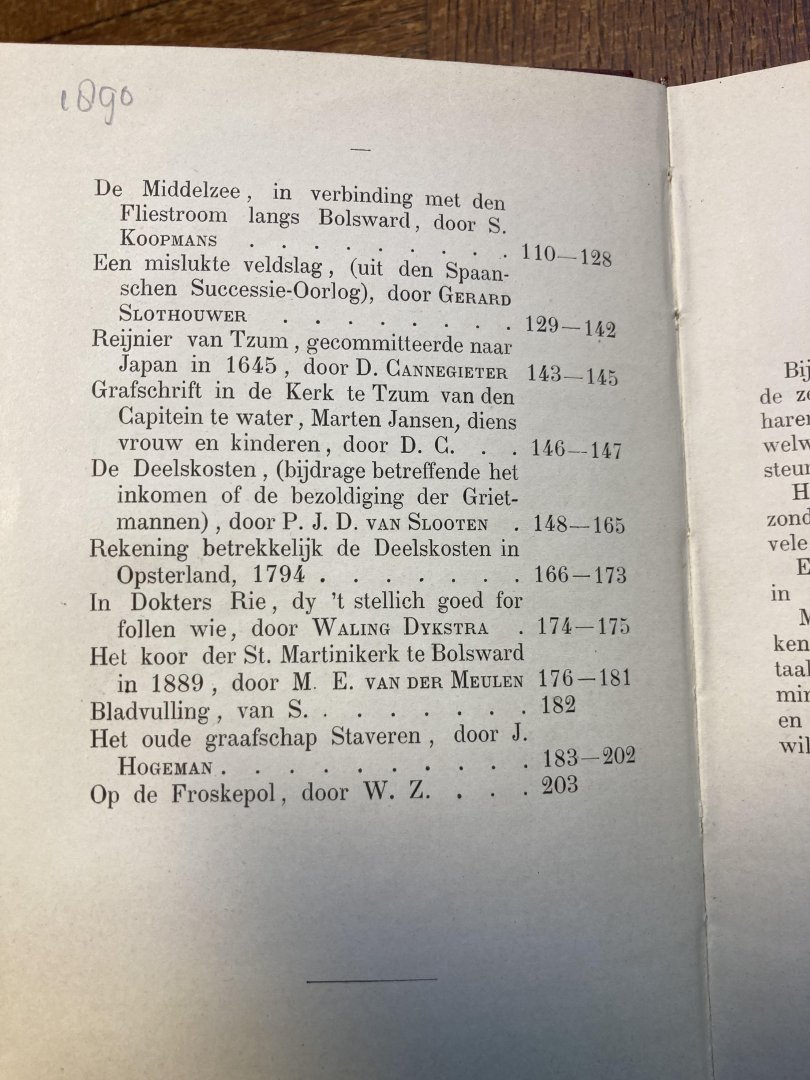 1890
De Middelzee, in verbinding met den
Fliestroom langs Bolsward, door S.
Koopmans . . . . . . . . . 110—128
Een mislukte veldslag, (uit den Spaan-
schen Successie-Oorlog), door Gerard
Slothouwer . . . . . . . . 129—142
Reijnier van Tzum, gecommitteerde naar
Japan in 1645, door D. Cannegieter 143—145
Grafschrift in de Kerk te Tzum van den
Capitein te water, Marten Jansen, diens
vrouw en kinderen, door D. C. . . 146—147
De Deelskosten, (bijdrage betreffende het
inkomen of de bezoldiging der Griet-
mannen), door P. J. D. van Slooten . 148—165
Rekening betrekkelijk de Deelskosten in
Opsterland, 1794 . . . . . . . 166—173
In Dokters Rie, dy 't stellich goed for
follen wie, door Waling Dykstra . 174—175
Het koor der St. Martinikerk te Bolsward
in 1889, door M. E. van der Meulen 176—181
Bladvulling, van S. . . . . . . . 182
Het oude graafschap Staveren, door J.
Hogeman . . . . . . . . . . 183—202
Op de Froskepol, door W. Z. . . . 203
Bij
de
H
E
in
ken
taal
en